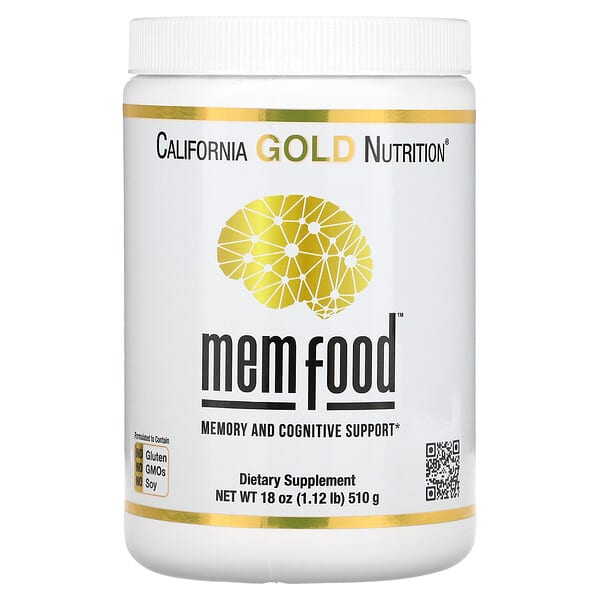 CALIFORNIA GOLD NUTRITION®
mem food™
MEMORY AND COGNITIVE SUPPORT*
Formulated to Contain
NO Gluten
NO GMOs
NO Soy
Dietary Supplement
NET WT 18 oz (1.12 lb) 510 g